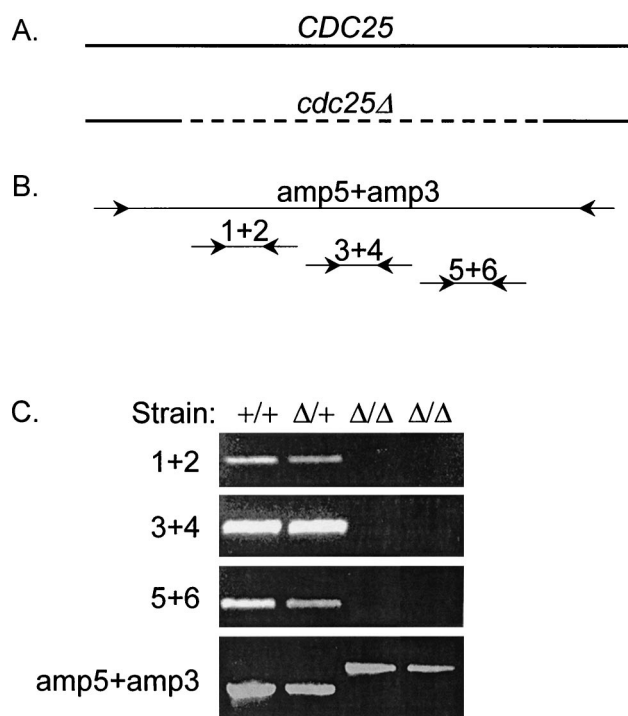 A.
CDC25
cdc25Δ
B.
amp5+amp3
1+2
3+4
5+6
C.
Strain: +/+ Δ/+ Δ/Δ Δ/Δ
1+2
3+4
5+6
amp5+amp3